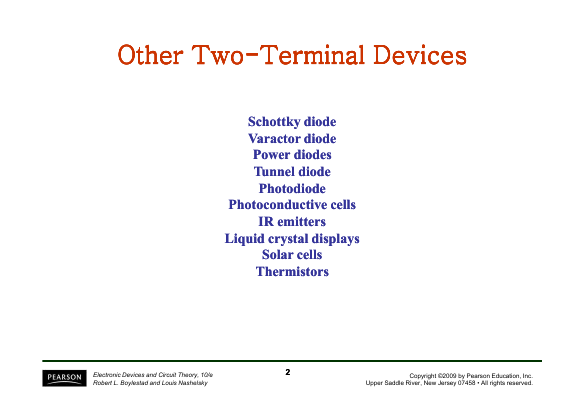 Other Two-Terminal Devices
Schottky diode
Varactor diode
Power diodes
Tunnel diode
Photodiode
Photoconductive cells
IR emitters
Liquid crystal displays
Solar cells
Thermistors
PEARSON
Electronic Devices and Circuit Theory, 10/e
Robert L. Boylestad and Louis Nashelsky
2
Copyright ©2009 by Pearson Education, Inc.
Upper Saddle River, New Jersey 07458 • All rights reserved.